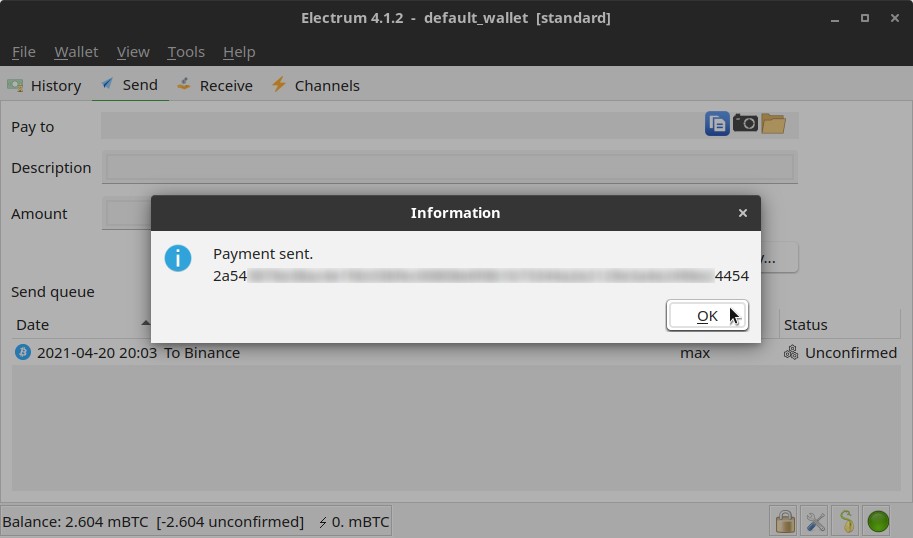 Electrum 4.1.2 - default_wallet [standard]
File Wallet View Tools Help
History Send Receive Channels
Pay to
Description
Amount
Information
Payment sent.
2a54
4454
OK
Send queue
Date Status
2021-04-20 20:03 To Binance max Unconfirmed
Balance: 2.604 mBTC [-2.604 unconfirmed] 0. mBTC